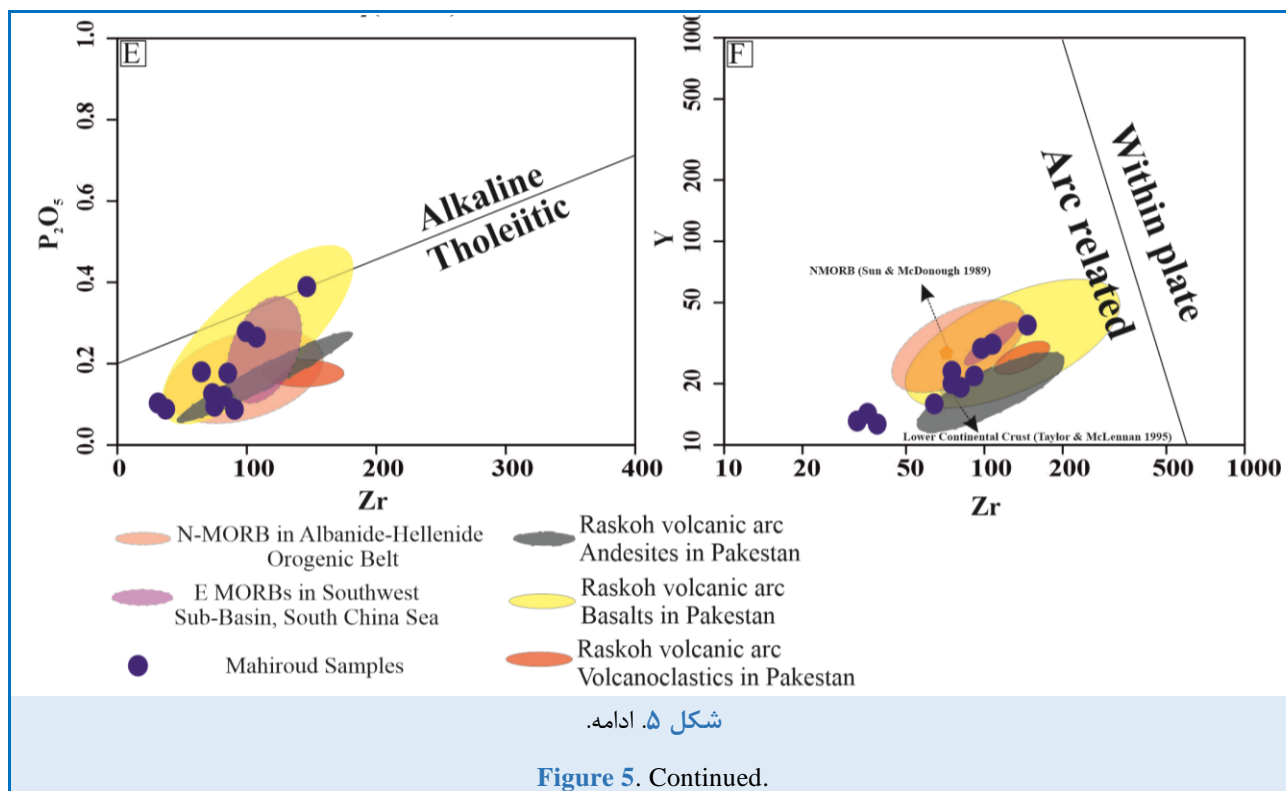 E
1.0
0.8
0.6
0.4
0.2
0.0
P₂O₅
Alkaline
Tholeiitic
0
100
200
300
400
Zr
F
1000
500
200
100
50
20
10
Y
Within plate
Arc related
NMORB (Sun & McDonough 1989)
Lower Continental Crust (Taylor & McLennan 1995)
10
20
50
100
200
500
1000
Zr
N-MORB in Albanide-Hellenide
Orogenic Belt
E MORBs in Southwest
Sub-Basin, South China Sea
Mahiroud Samples
Raskoh volcanic arc
Andesites in Pakestan
Raskoh volcanic arc
Basalts in Pakestan
Raskoh volcanic arc
Volcanoclastics in Pakestan
شکل ۵. ادامه.
Figure 5. Continued.